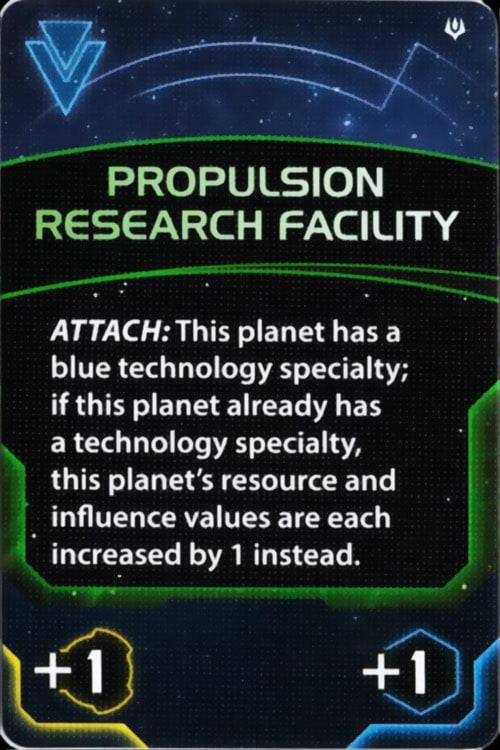 PROPULSION
RESEARCH FACILITY
ATTACH: This planet has a
blue technology specialty;
if this planet already has
a technology specialty,
this planet's resource and
influence values are each
increased by 1 instead.
+1
+1